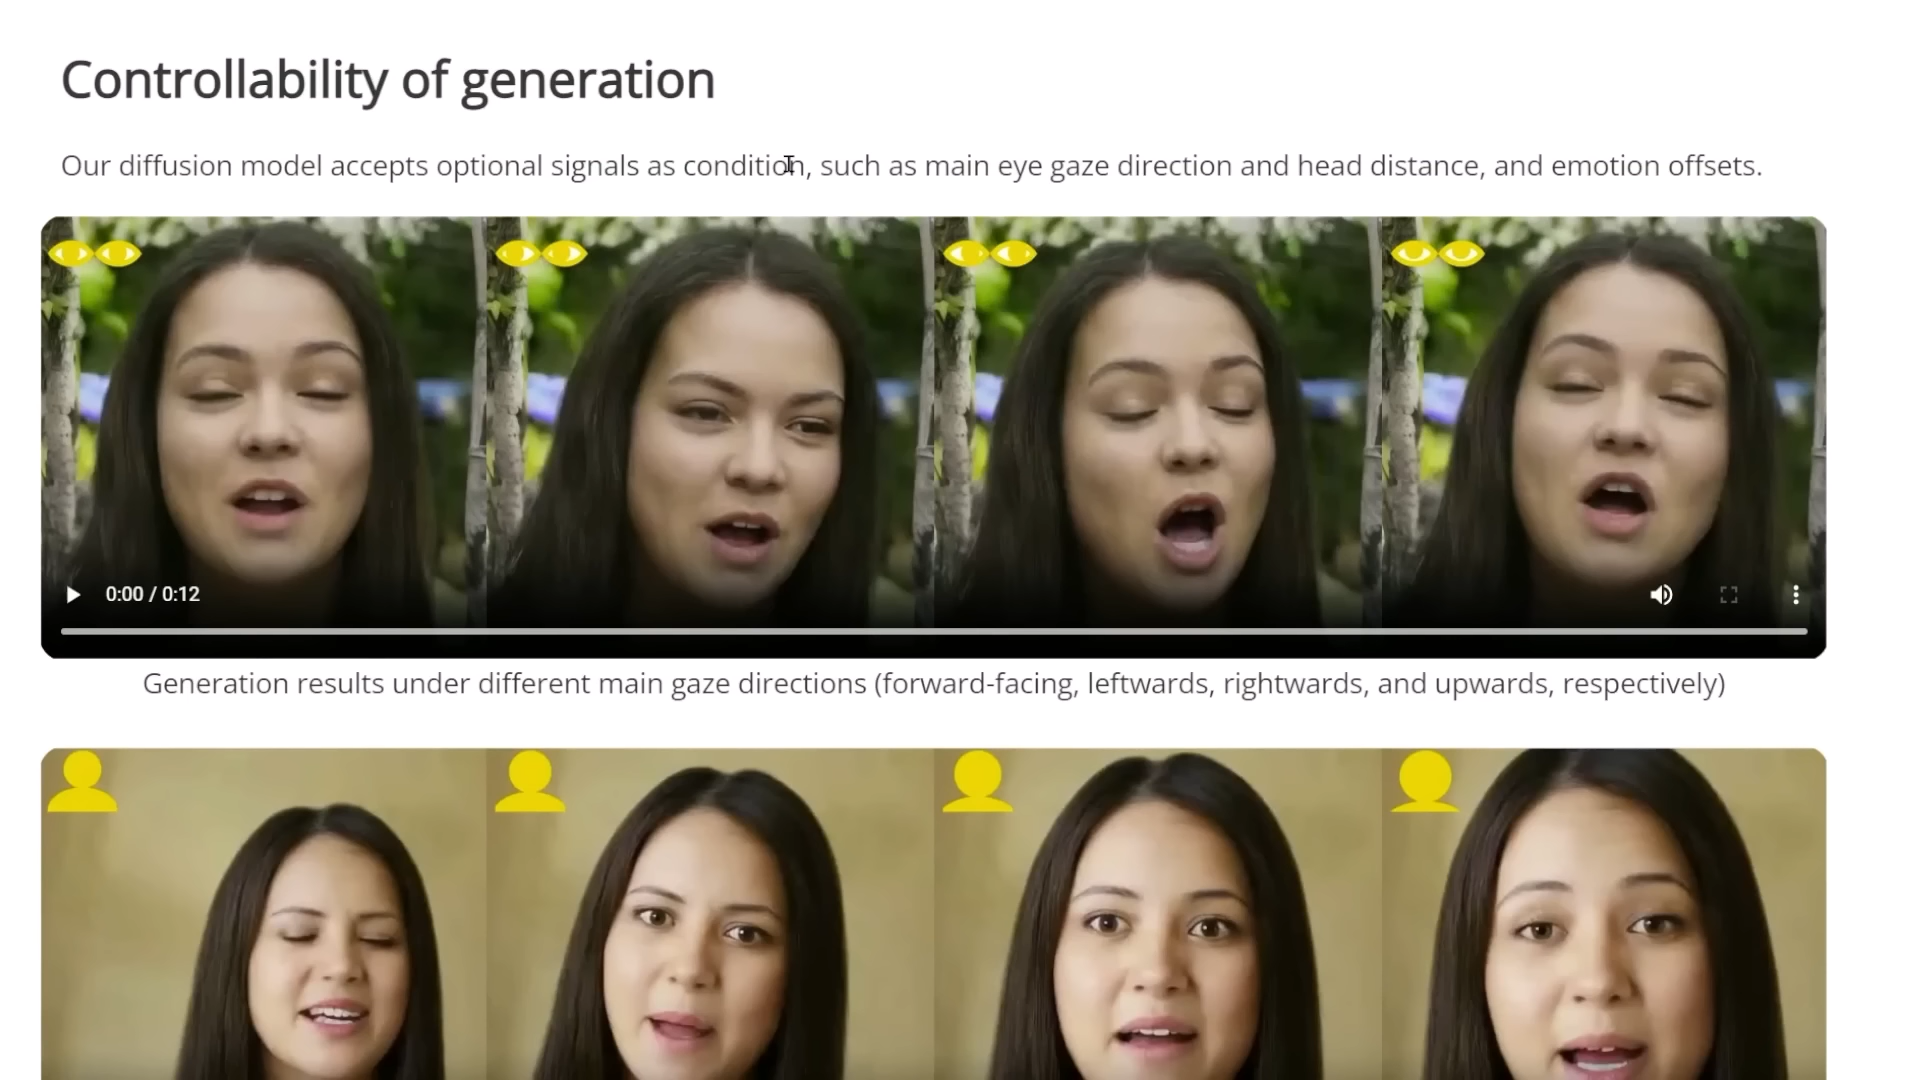 Controllability of generation
Our diffusion model accepts optional signals as condition, such as main eye gaze direction and head distance, and emotion offsets.
0:00 / 0:12
Generation results under different main gaze directions (forward-facing, leftwards, rightwards, and upwards, respectively)